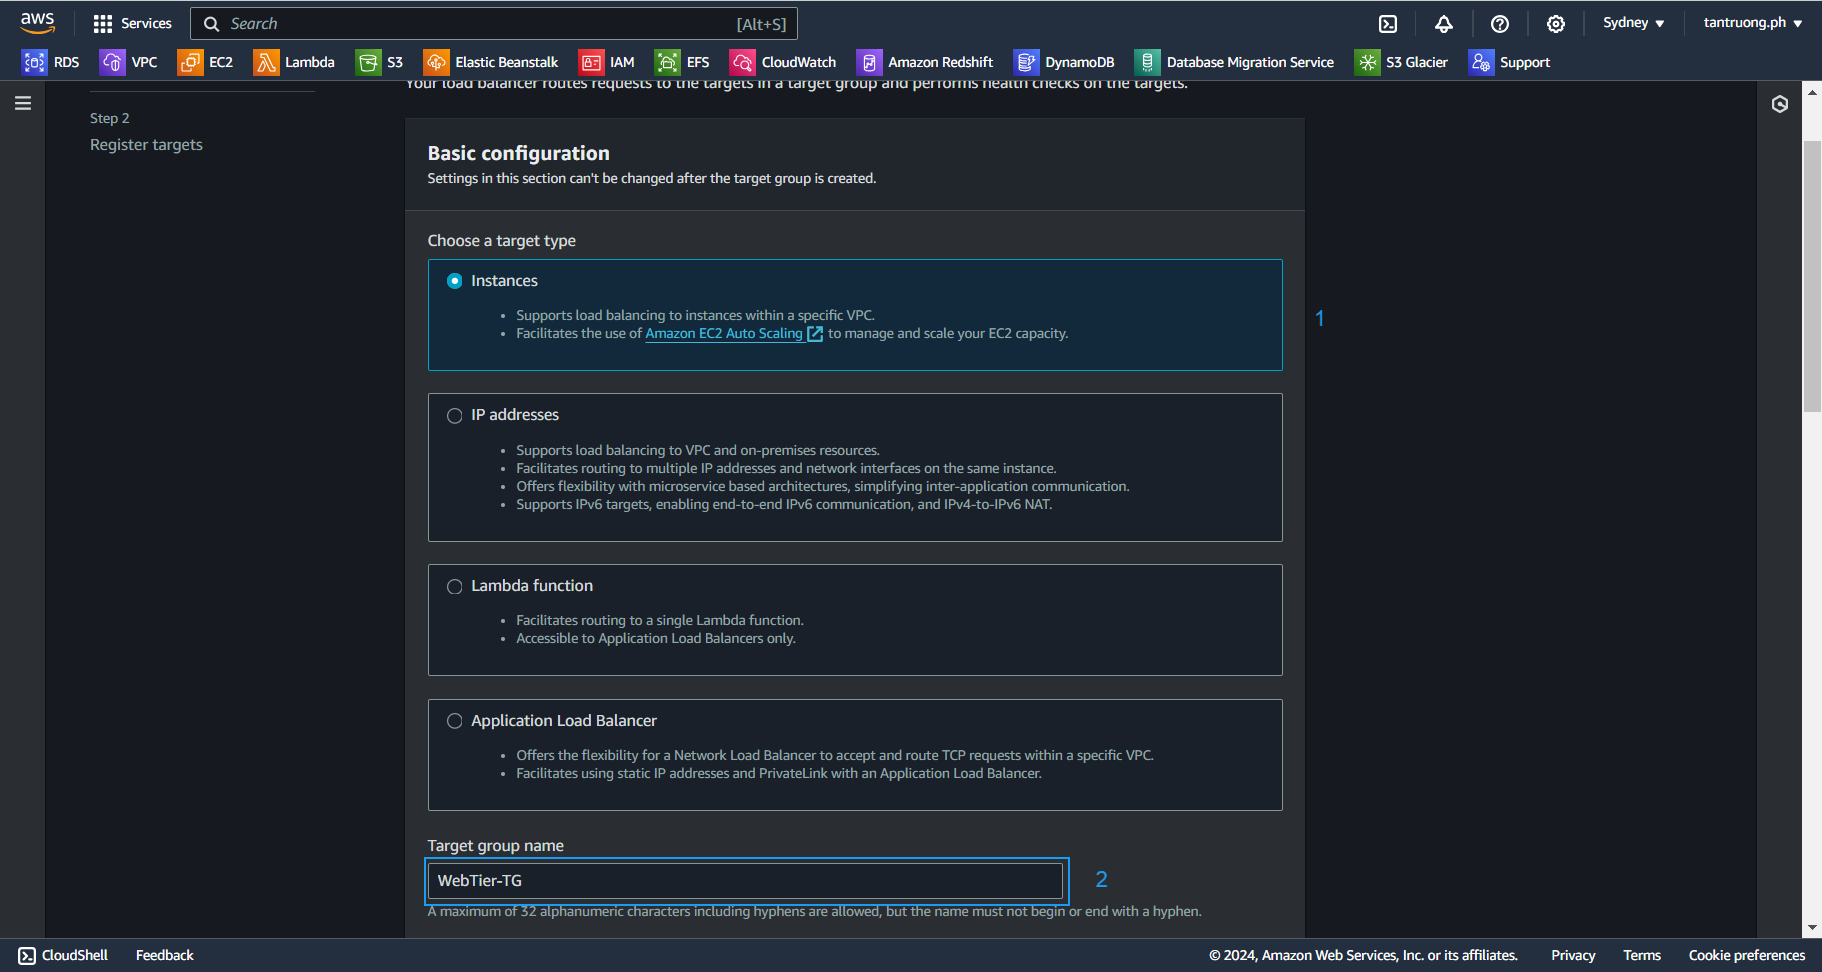 aws
Services
Search
[Alt+S]
Sydney
tantruong.ph
RDS
VPC
EC2
Lambda
S3
Elastic Beanstalk
IAM
EFS
CloudWatch
Amazon Redshift
DynamoDB
Database Migration Service
S3 Glacier
Support
Your load balancer routes requests to the targets in a target group and performs health checks on the targets.
Step 2
Register targets
Basic configuration
Settings in this section can't be changed after the target group is created.
Choose a target type
Instances
• Supports load balancing to instances within a specific VPC.
• Facilitates the use of Amazon EC2 Auto Scaling to manage and scale your EC2 capacity.
1
IP addresses
• Supports load balancing to VPC and on-premises resources.
• Facilitates routing to multiple IP addresses and network interfaces on the same instance.
• Offers flexibility with microservice based architectures, simplifying inter-application communication.
• Supports IPv6 targets, enabling end-to-end IPv6 communication, and IPv4-to-IPv6 NAT.
Lambda function
• Facilitates routing to a single Lambda function.
• Accessible to Application Load Balancers only.
Application Load Balancer
• Offers the flexibility for a Network Load Balancer to accept and route TCP requests within a specific VPC.
• Facilitates using static IP addresses and PrivateLink with an Application Load Balancer.
Target group name
WebTier-TG
2
A maximum of 32 alphanumeric characters including hyphens are allowed, but the name must not begin or end with a hyphen.
CloudShell
Feedback
© 2024, Amazon Web Services, Inc. or its affiliates.
Privacy
Terms
Cookie preferences